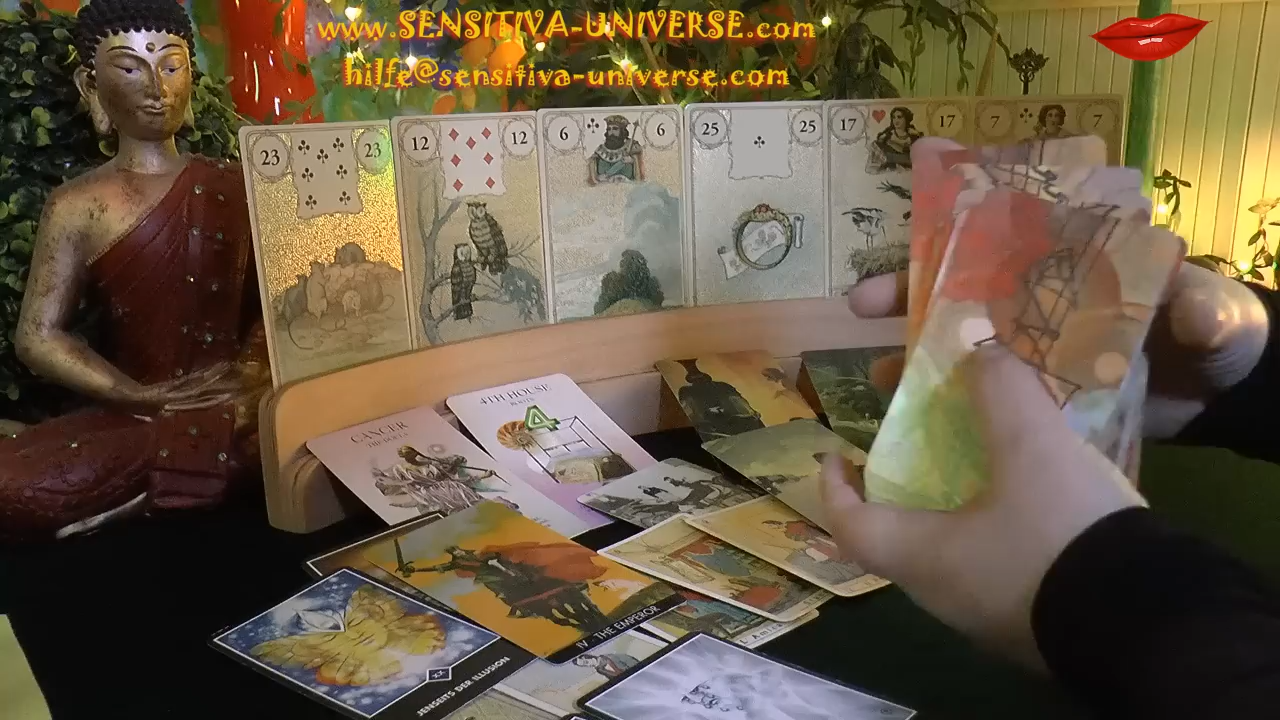 www.SENSITIVA-UNIVERSE.com
hilfe@sensitiva-universe.com
23 23
12 12
6 6
25 25
17 17
7 7
CANCER
4TH HOUSE
4
IV THE EMPEROR
XX
JENSEITS DER ILLUSION